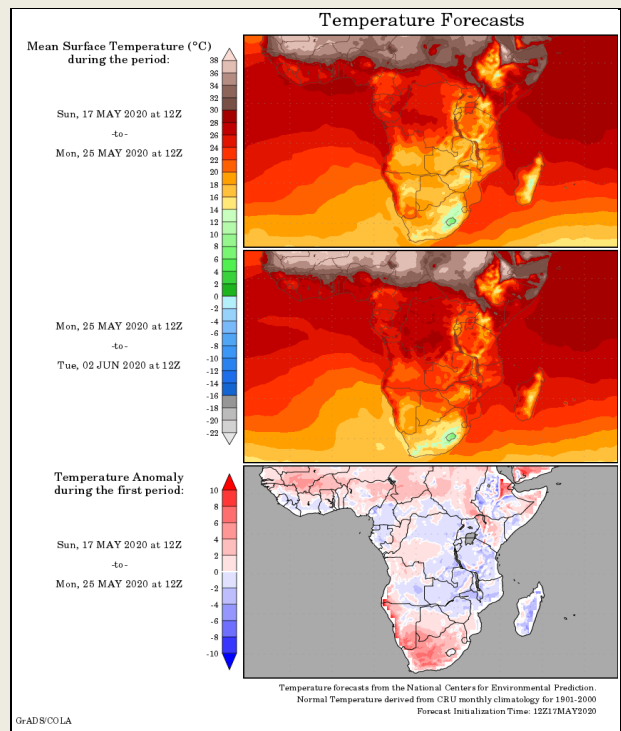 Temperature Forecasts
Mean Surface Temperature (°C)
during the period:
Sun, 17 MAY 2020 at 12Z
-to-
Mon, 25 MAY 2020 at 12Z
38
36
34
32
30
28
26
24
22
20
18
16
14
12
10
8
6
4
2
0
-2
-4
-6
-8
-10
-12
-14
-16
-18
-20
-22
Mon, 25 MAY 2020 at 12Z
-to-
Tue, 02 JUN 2020 at 12Z
Temperature Anomaly
during the first period:
Sun, 17 MAY 2020 at 12Z
-to-
Mon, 25 MAY 2020 at 12Z
10
8
6
4
2
0
-2
-4
-6
-8
-10
Temperature forecasts from the National Centers for Environmental Prediction.
Normal Temperature derived from CRU monthly climatology for 1901-2000
Forecast Initialization Time: 12Z17MAY2020
GrADS/COLA